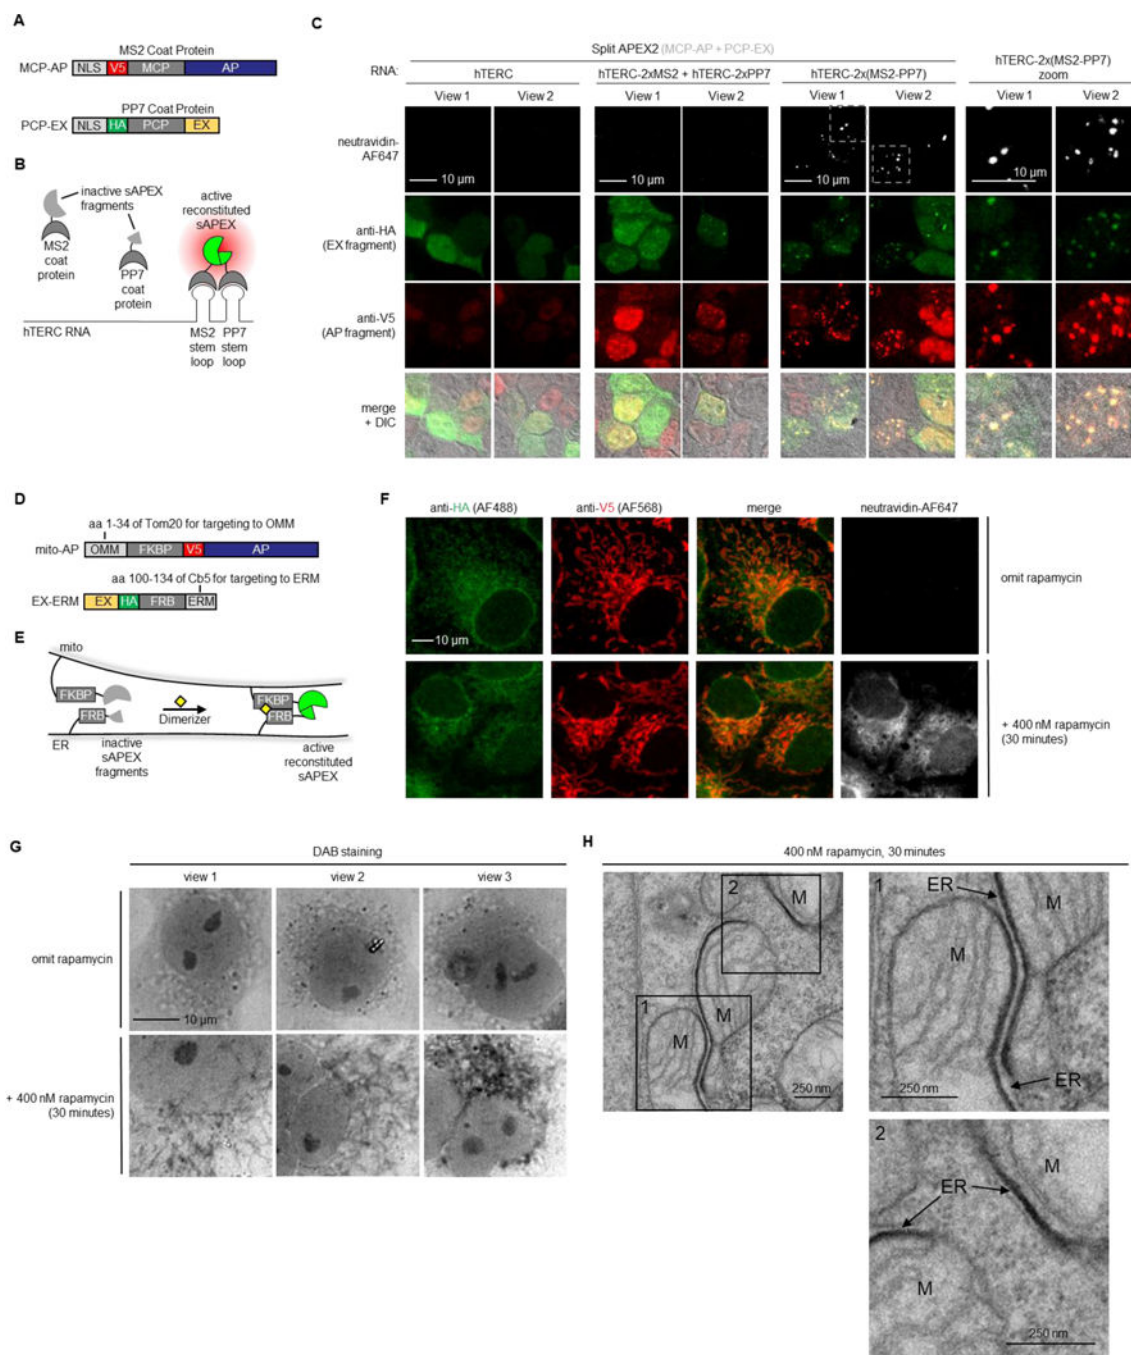 A
MS2 Coat Protein
MCP-AP
NLS V5 MCP AP
PP7 Coat Protein
PCP-EX
NLS HA PCP EX
B
inactive sAPEX
fragments
active
reconstituted
sAPEX
MS2
coat
protein
PP7
coat
protein
hTERC RNA
MS2
stem
loop
PP7
stem
loop
C
Split APEX2 (MCP-AP + PCP-EX)
RNA:
hTERC
hTERC-2xMS2 + hTERC-2xPP7
hTERC-2x(MS2-PP7)
hTERC-2x(MS2-PP7)
zoom
View 1 View 2 View 1 View 2 View 1 View 2 View 1 View 2
neutravidin-
AF647
10 µm
10 µm
10 µm
10 µm
anti-HA
(EX fragment)
anti-V5
(AP fragment)
merge
+ DIC
D
aa 1-34 of Tom20 for targeting to OMM
mito-AP
OMM FKBP V5 AP
aa 100-134 of Cb5 for targeting to ERM
EX-ERM
EX HA FRB ERM
E
mito
FKBP
FRB
Dimerizer
FKBP
FRB
ER
inactive
sAPEX
fragments
active
reconstituted
sAPEX
F
anti-HA (AF488) anti-V5 (AF568) merge neutravidin-AF647
10 µm
omit rapamycin
+ 400 nM rapamycin
(30 minutes)
G
DAB staining
view 1 view 2 view 3
omit rapamycin
10 µm
+ 400 nM rapamycin
(30 minutes)
H
400 nM rapamycin, 30 minutes
2
M
1
M
M
250 nm
1
ER
M
M
ER
250 nm
2
M
ER
M
250 nm